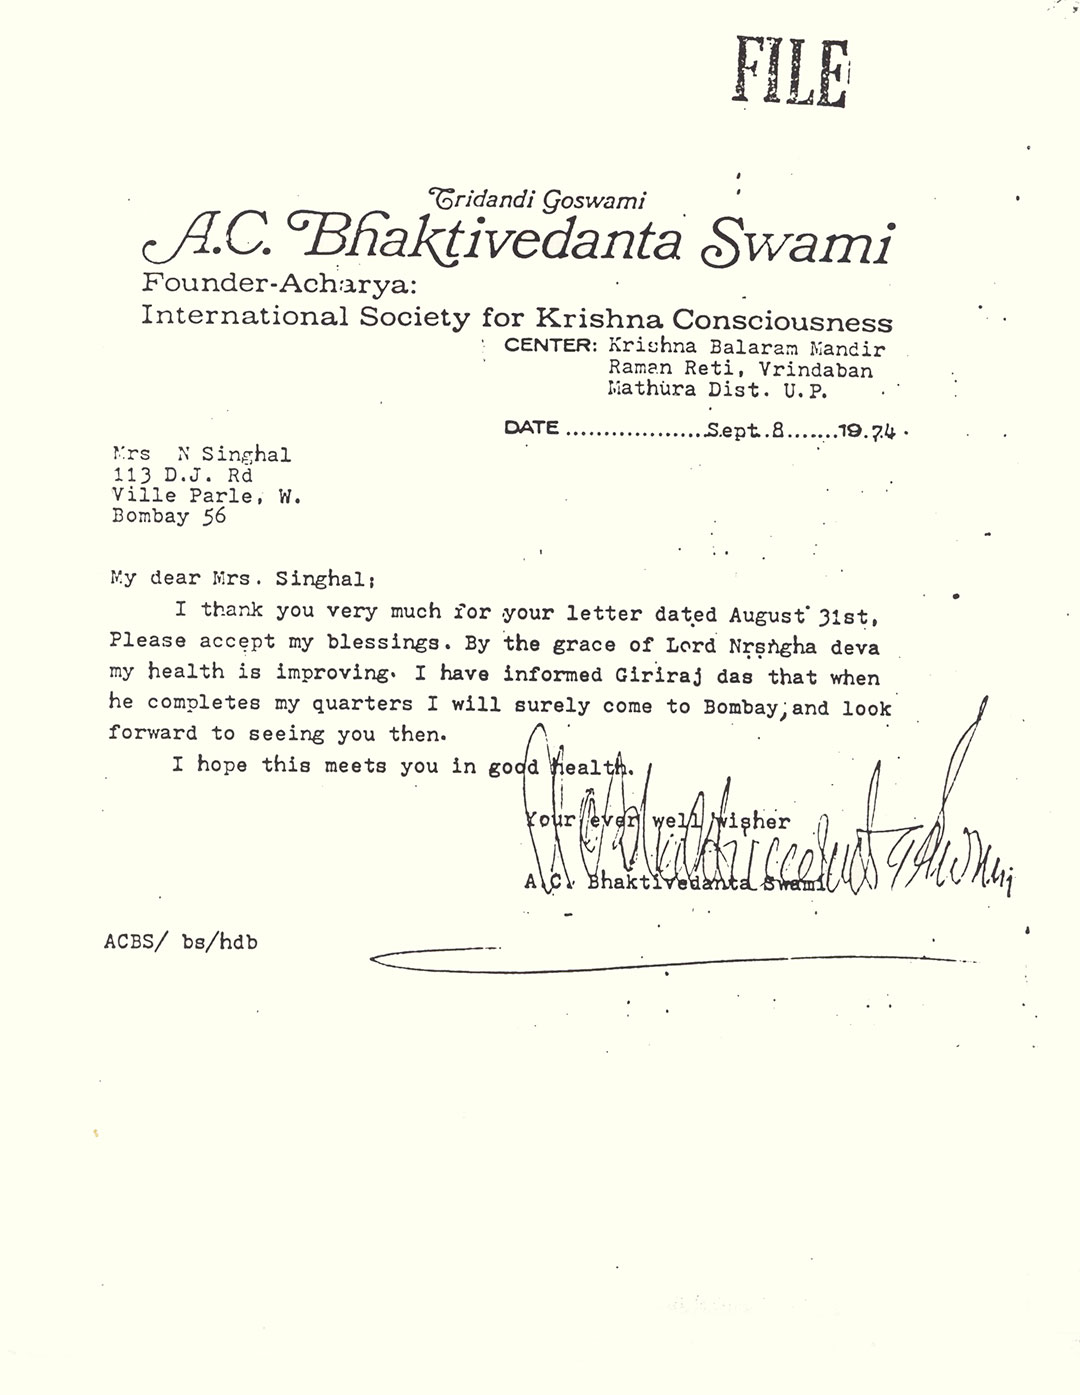 FILE
Tridandi Goswami
A.C. Bhaktivedanta Swami
Founder-Acharya:
International Society for Krishna Consciousness
CENTER: Krishna Balaram Mandir
Raman Reti, Vrindaban
Mathura Dist. U.P.
DATE ...................Sept.8.......19.74.
Mrs N Singhal
113 D.J. Rd
Ville Parle, W.
Bombay 56
My dear Mrs. Singhal;
I thank you very much for your letter dated August 31st,
Please accept my blessings. By the grace of Lord Nṛsṅgha deva
my health is improving. I have informed Giriraj das that when
he completes my quarters I will surely come to Bombay;and look
forward to seeing you then.
I hope this meets you in good health.
Your ever well wisher
A.C. Bhaktivedanta Swami
ACBS/ bs/hdb